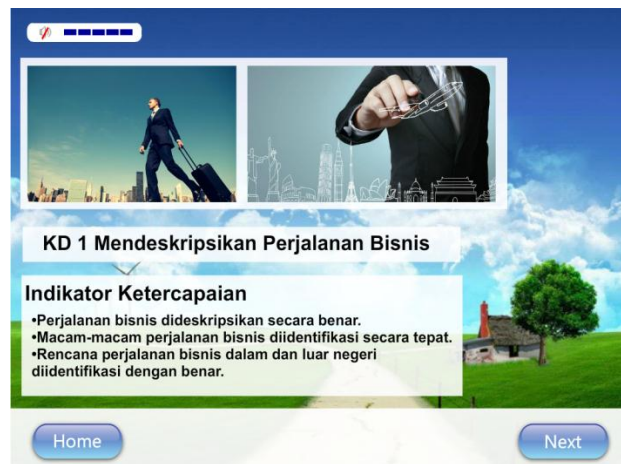 KD 1 Mendeskripsikan Perjalanan Bisnis
Indikator Ketercapaian
•Perjalanan bisnis dideskripsikan secara benar.
•Macam-macam perjalanan bisnis diidentifikasi secara tepat.
•Rencana perjalanan bisnis dalam dan luar negeri
diidentifikasi dengan benar.
Home
Next